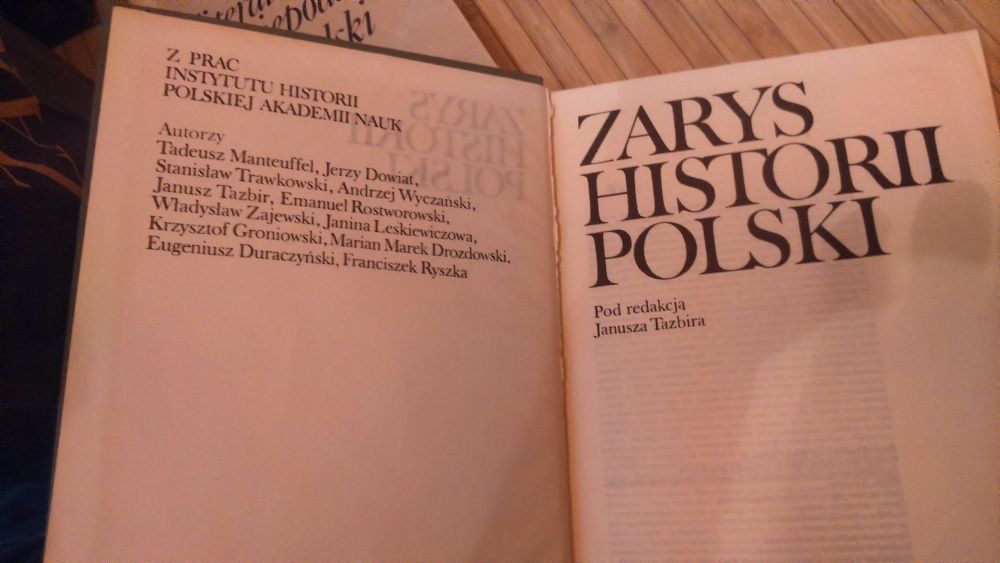 Z PRAC
INSTYTUTU HISTORII
POLSKIEJ AKADEMII NAUK
Autorzy
Tadeusz Manteuffel, Jerzy Dowiat,
Stanisław Trawkowski, Andrzej Wyczański,
Janusz Tazbir, Emanuel Rostworowski,
Władysław Zajewski, Janina Leskiewiczowa,
Krzysztof Groniowski, Marian Marek Drozdowski,
Eugeniusz Duraczyński, Franciszek Ryszka
ZARYS
HISTORII
POLSKI
Pod redakcją
Janusza Tazbira